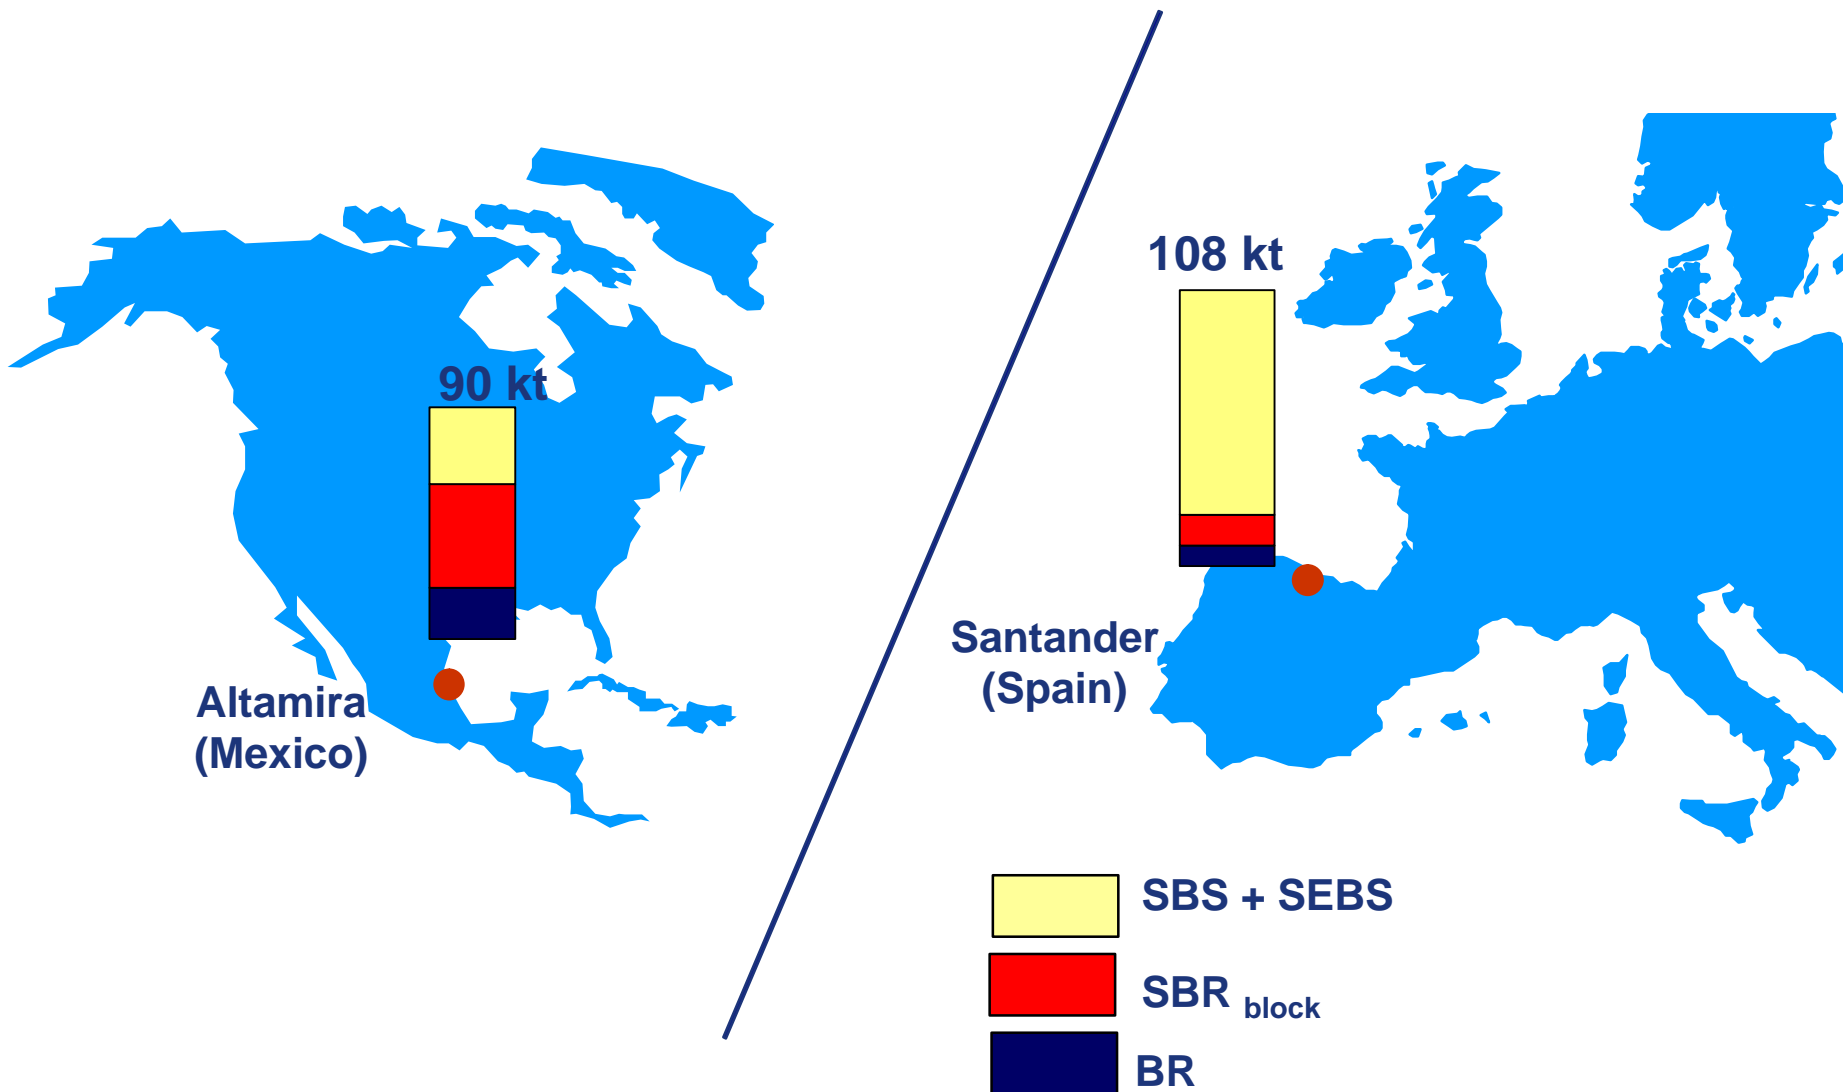 108 kt
90 kt
Santander
(Spain)
Altamira
(Mexico)
SBS + SEBS
SBR block
BR